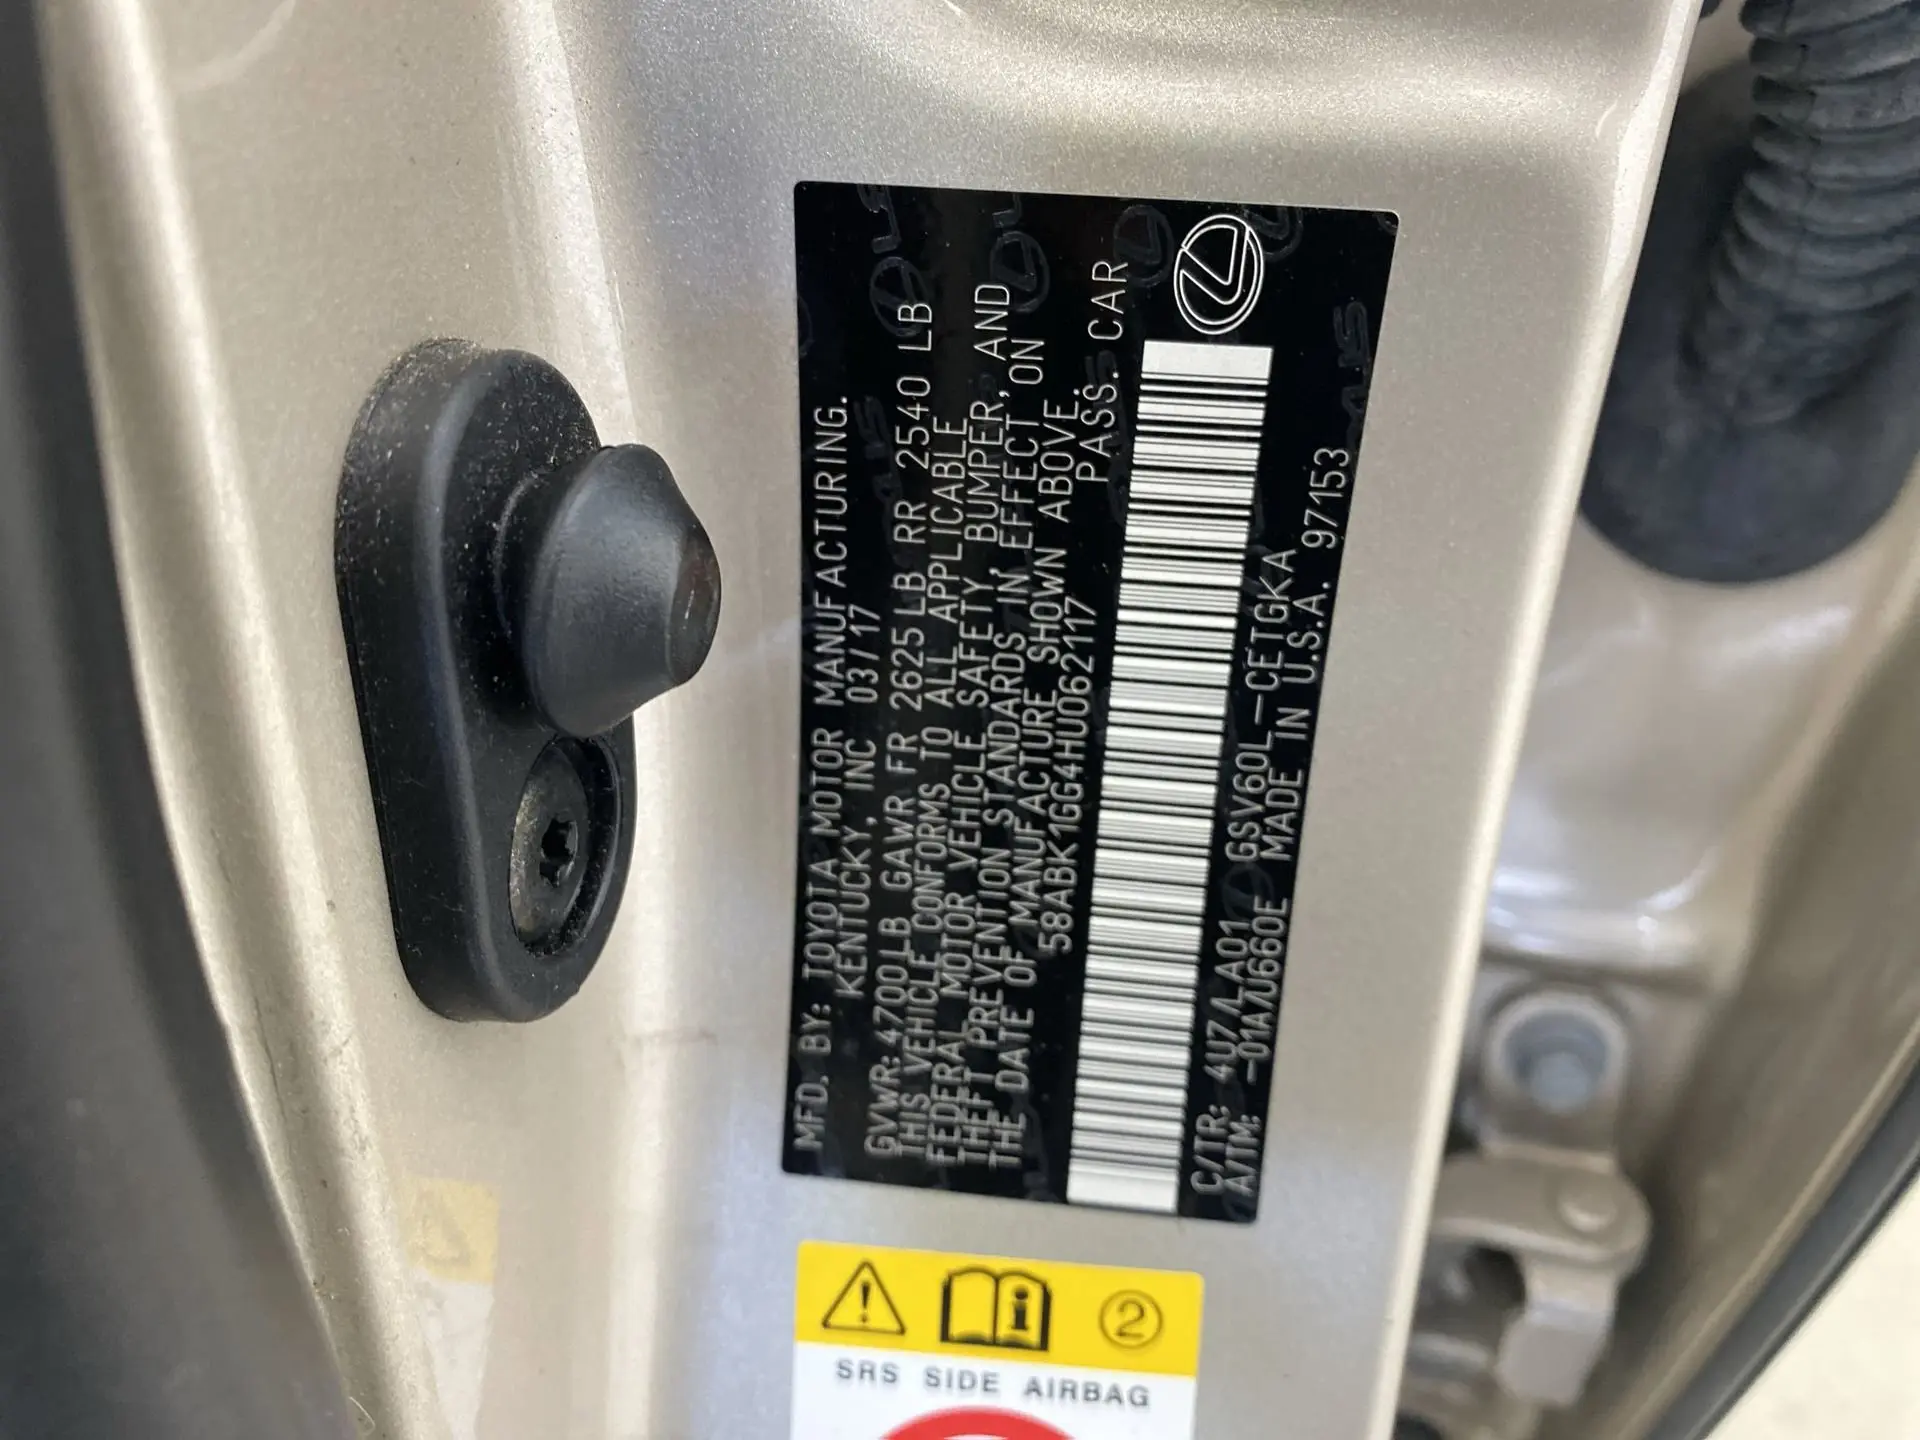 MFD. BY: TOYOTA MOTOR MANUFACTURING.
KENTUCKY, INC 03/17
GVWR: 4700LB GAWR FR 2625LB RR 2540 LB
THIS VEHICLE CONFORMS TO ALL APPLICABLE
FEDERAL MOTOR VEHICLE SAFETY, BUMPER, AND
THEFT PREVENTION STANDARDS IN EFFECT ON
THE DATE OF MANUFACTURE SHOWN ABOVE.
58ABK1GG4HU062117 PASS. CAR
C/TR: 4U7/LA01 GSV60L-CETGKA
A/TM: -01A/U660E MADE IN U.S.A. 97153
2
SRS SIDE AIRBAG